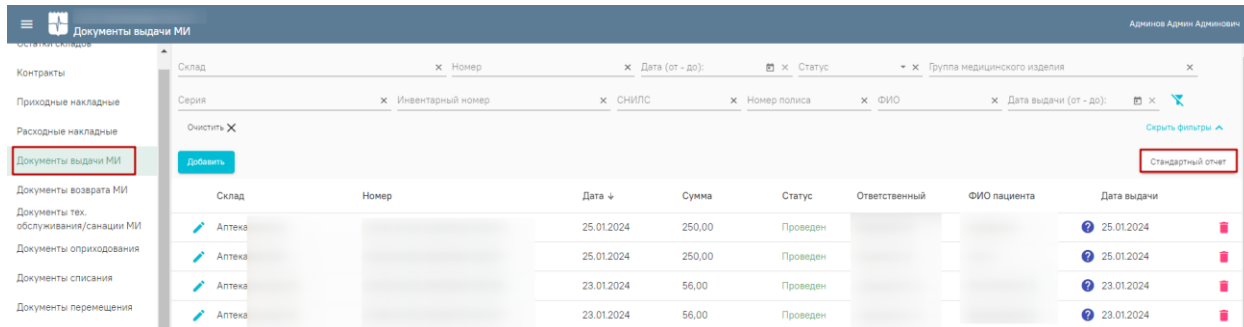 Документы выдачи МИ
Админов Админ Админович
Остатки складов
Контракты
Приходные накладные
Расходные накладные
Документы выдачи МИ
Документы возврата МИ
Документы тех.
обслуживания/санации МИ
Документы оприходования
Документы списания
Документы перемещения
Склад Номер Дата (от - до): Статус Группа медицинского изделия
Серия Инвентарный номер СНИЛС Номер полиса ФИО Дата выдачи (от - до):
Очистить Скрыть фильтры
Добавить Стандартный отчет
Склад Номер Дата Сумма Статус Ответственный ФИО пациента Дата выдачи
Аптека 25.01.2024 250,00 Проведен 25.01.2024
Аптека 25.01.2024 250,00 Проведен 25.01.2024
Аптека 23.01.2024 56,00 Проведен 23.01.2024
Аптека 23.01.2024 56,00 Проведен 23.01.2024